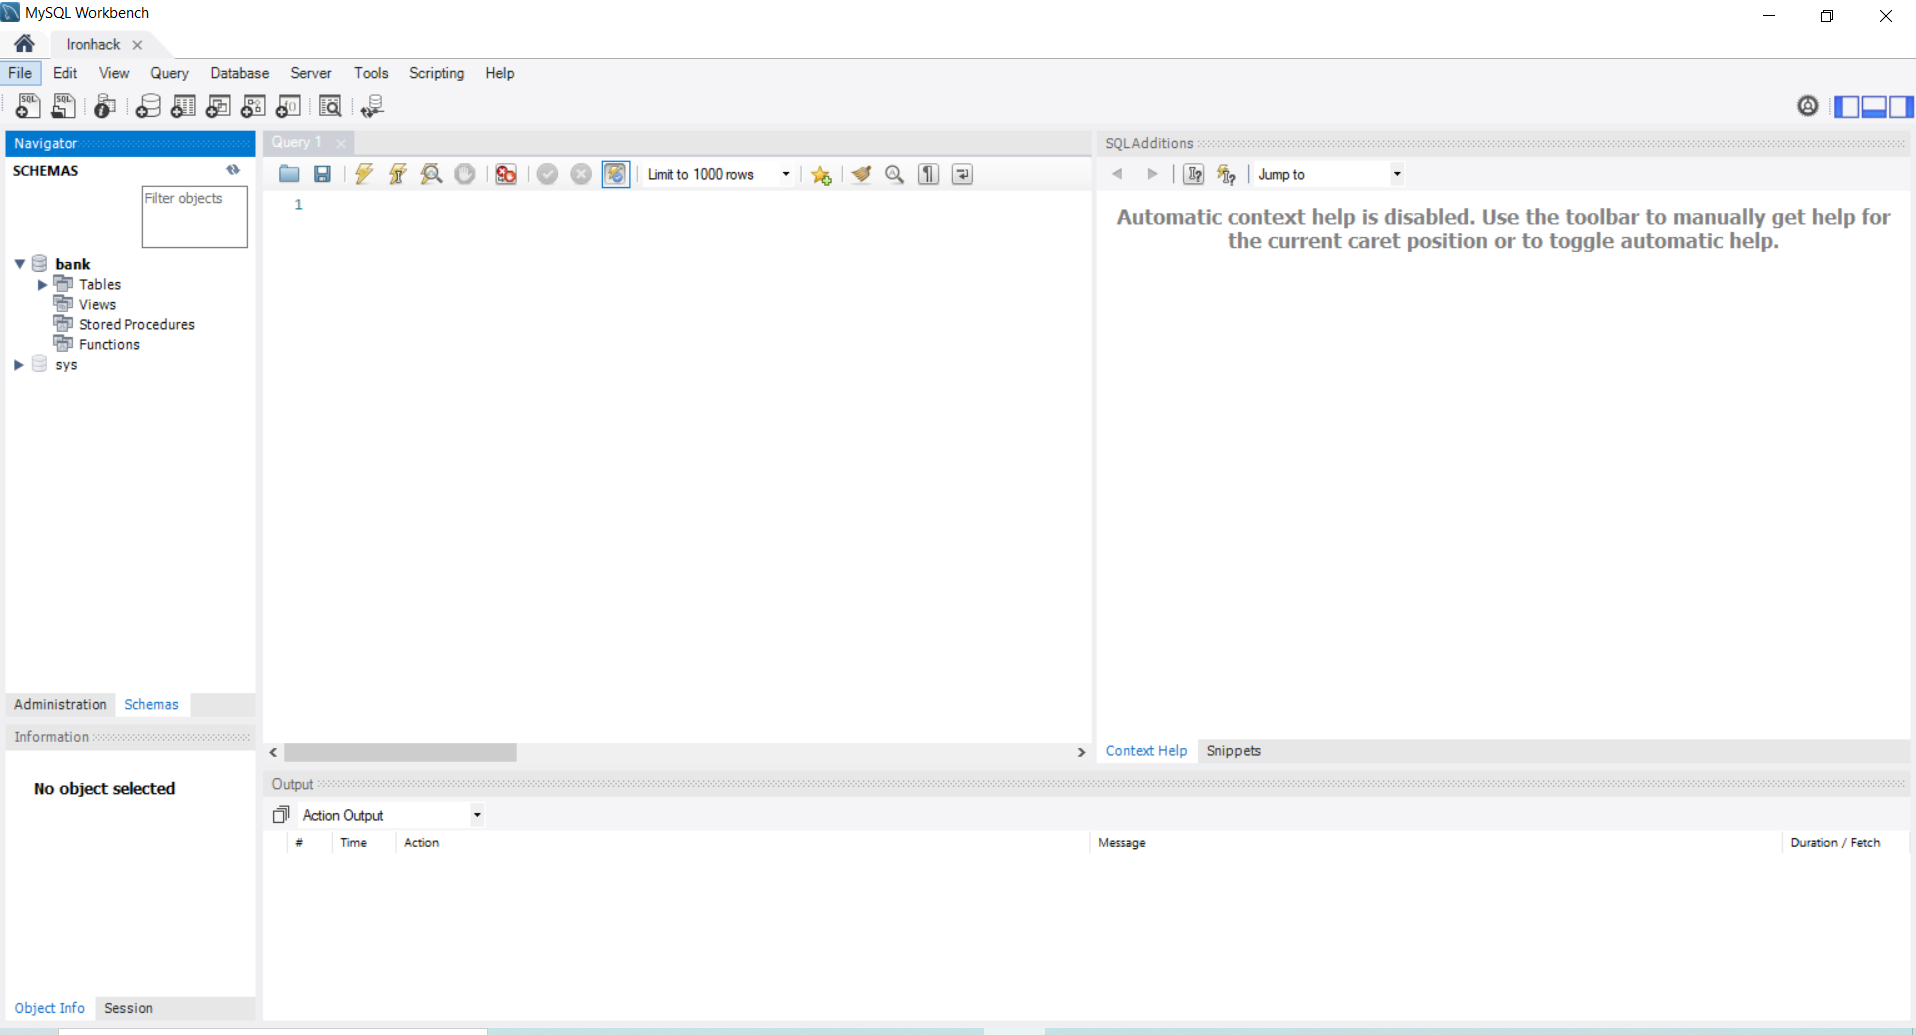 MySQL Workbench
Ironhack
File Edit View Query Database Server Tools Scripting Help
SQL SQL
Navigator
SCHEMAS
Filter objects
bank
Tables
Views
Stored Procedures
Functions
sys
Administration Schemas
Information
No object selected
Object Info Session
Query 1
Limit to 1000 rows
1
SQLAdditions
Jump to
Automatic context help is disabled. Use the toolbar to manually get help for
the current caret position or to toggle automatic help.
Context Help Snippets
Output
Action Output
# Time Action Message Duration / Fetch